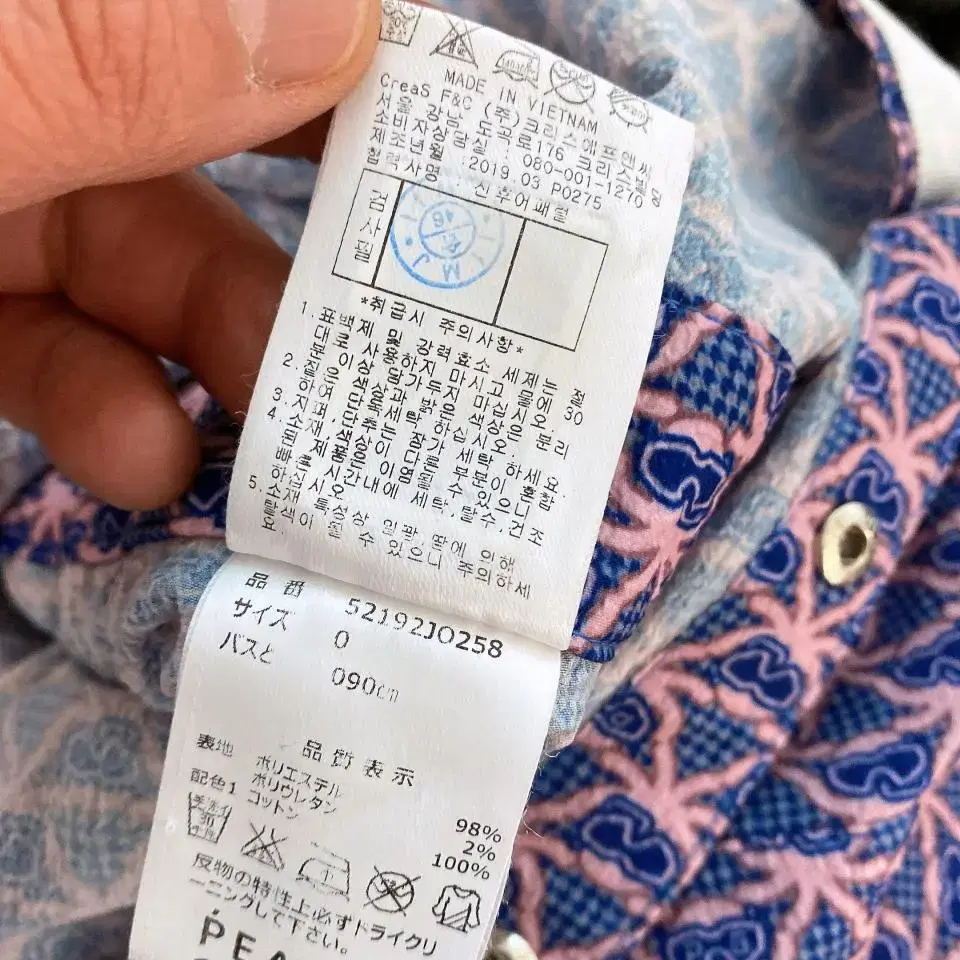 MADE IN VIETNAM
CreaS F&C (주)크리스에프앤씨
서울 강남 도곡로176 크리스빌딩
소비자상담실 : 080-001-1270
제조년월 : 2019.03 P0275
협력사명 : 신후어패럴
검사필
MJ
46
*취급시 주의사항*
1. 표백제 및 강력효소 세제는 절
대로 사용하지 마시고 물에 30
분 이상 담가두지 마십시오.
2. 짙은 색상과 밝은 색상은 분리
하여 단독세탁 하십시오.
3. 지퍼,단추는 잠가 세탁 하세요.
4. 소재,색상이 다른 부분이 혼합
된 제품은 이염될 수 있으니
빠른 시간내에 세탁,탈수,건조
하십시오.
5. 소재 특성상 일광,땀에 의해
탈색이 될 수 있으니 주의하세
요.
品番 52192JO258
サイズ 0
バスと 090cm
品質表示
表地 ポリエステル 98%
ポリウレタン 2%
配色1 コットン 100%
反物の特性上必ずドライクリ
ーニングして下さい。
PEA